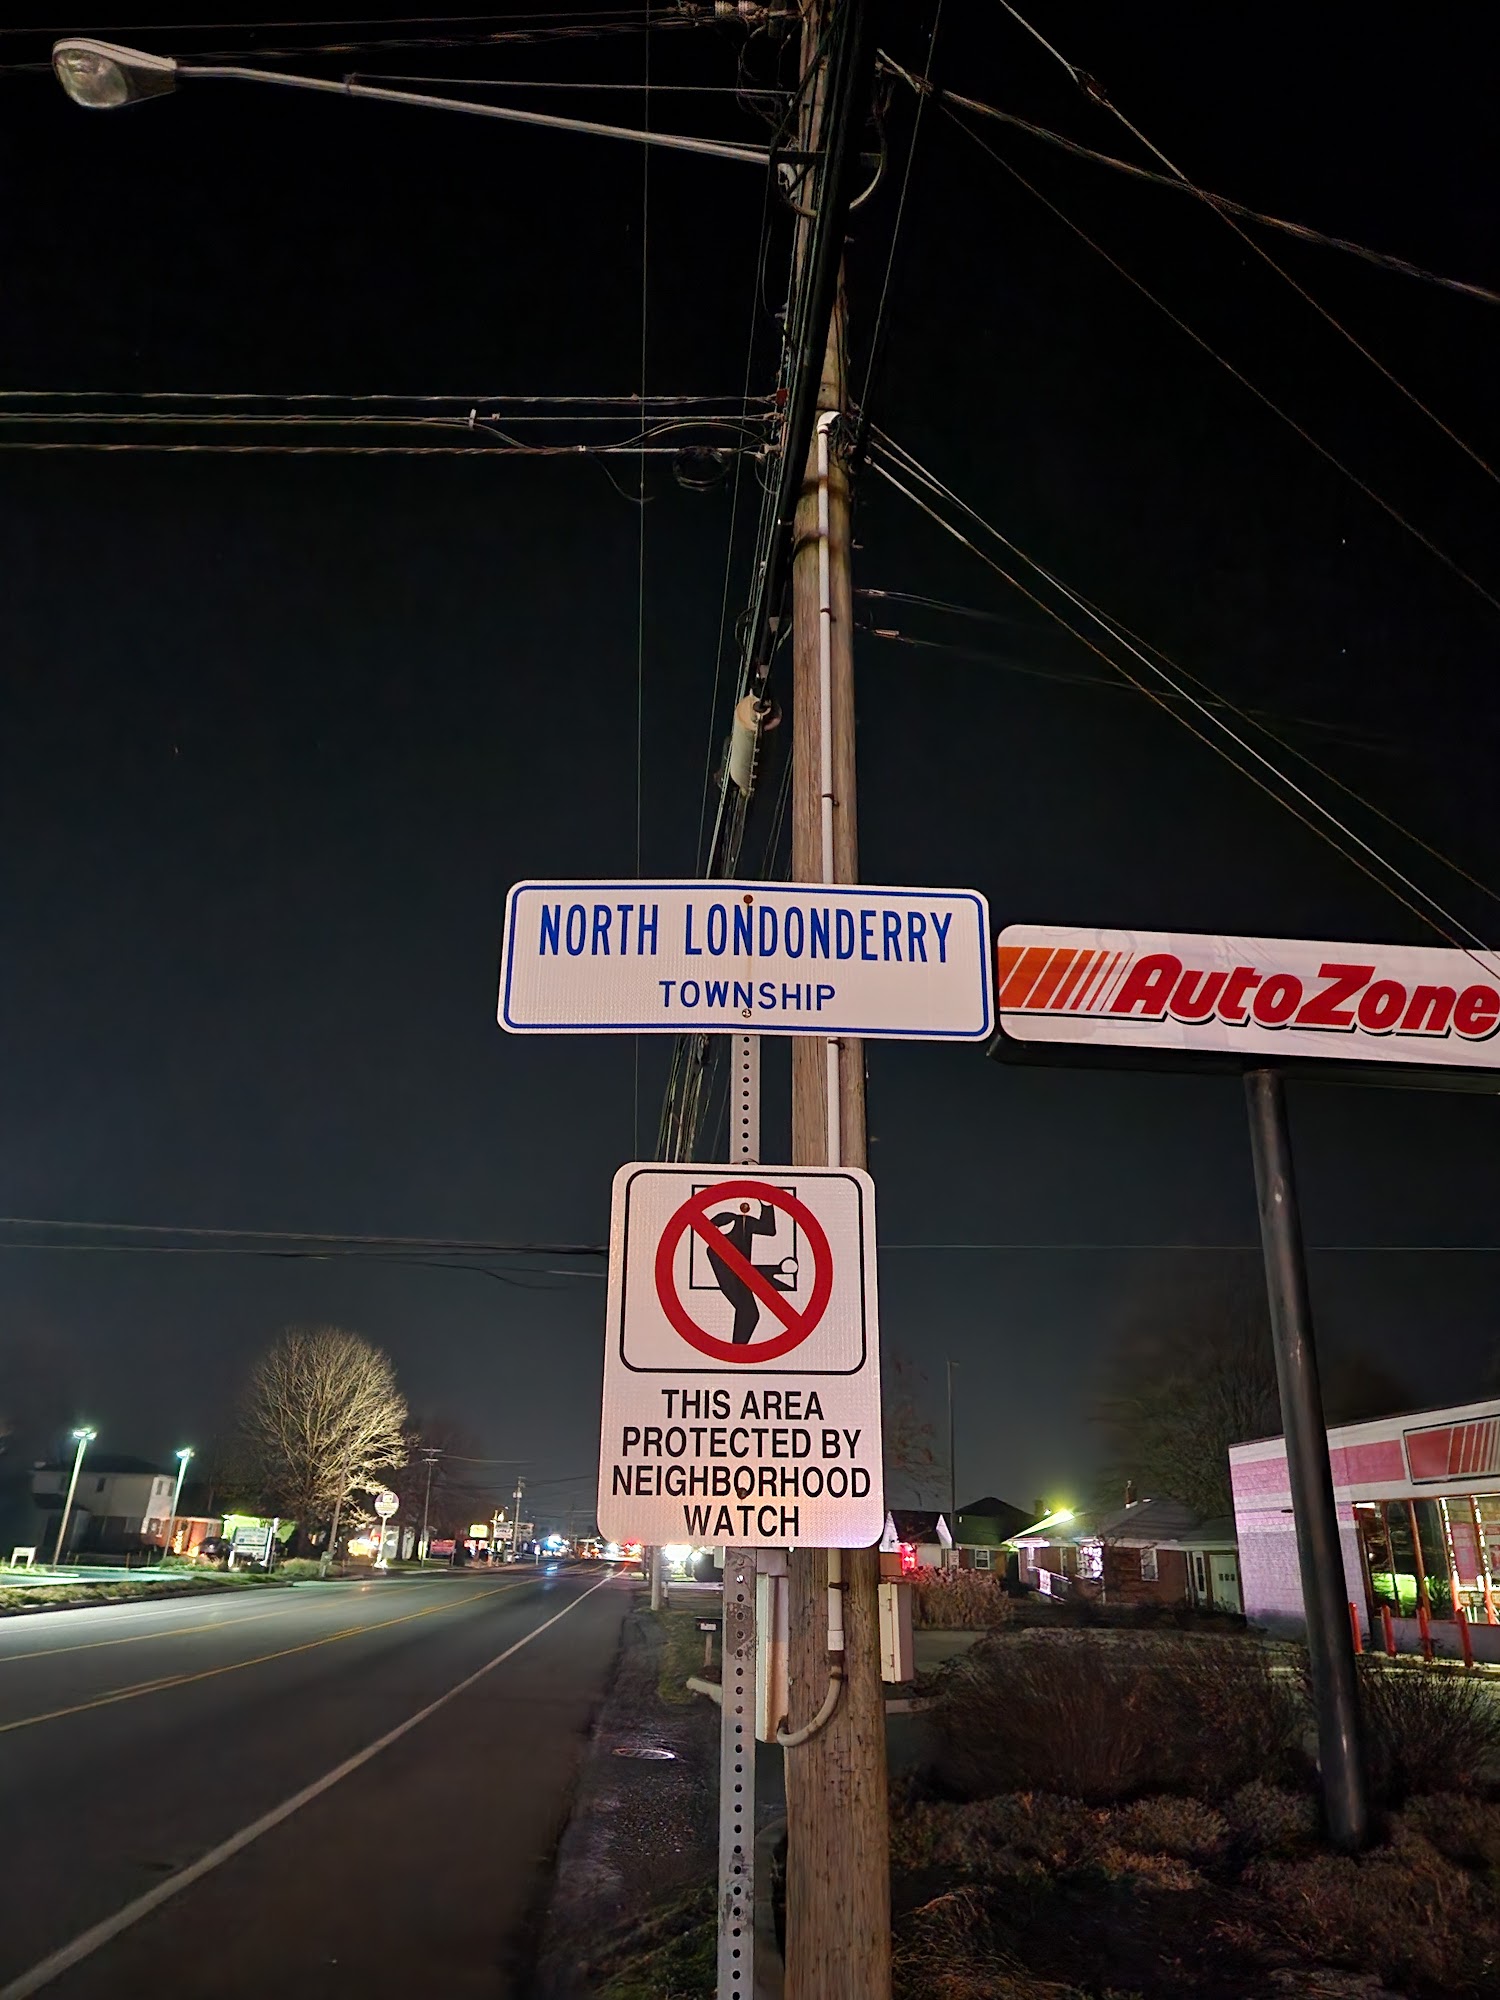 NORTH LONDONDERRY
TOWNSHIP
AutoZone
THIS AREA
PROTECTED BY
NEIGHBORHOOD
WATCH